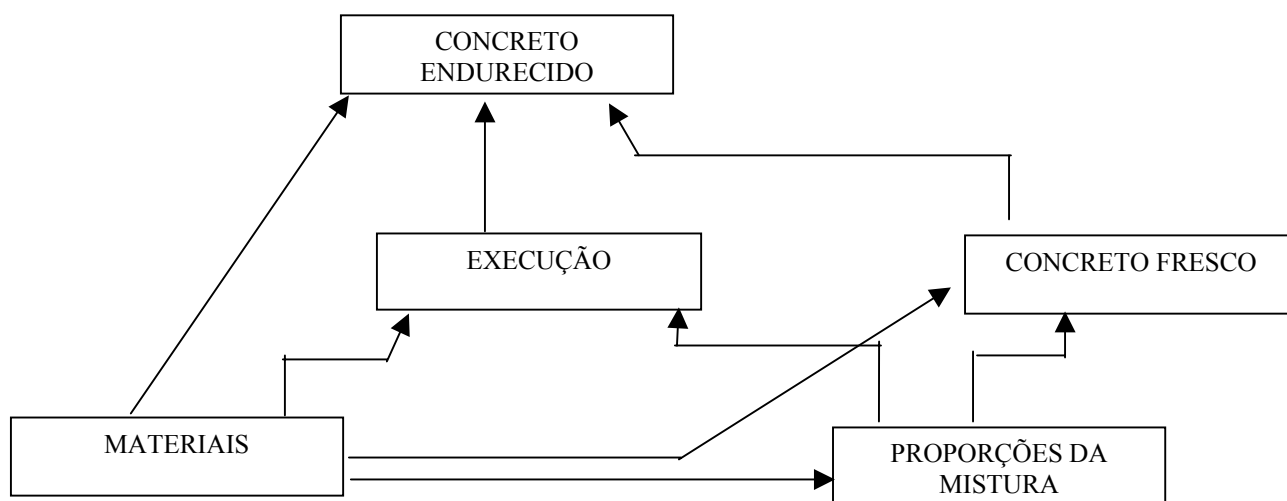 CONCRETO
ENDURECIDO
EXECUÇÃO
CONCRETO FRESCO
MATERIAIS
PROPORÇÕES DA
MISTURA